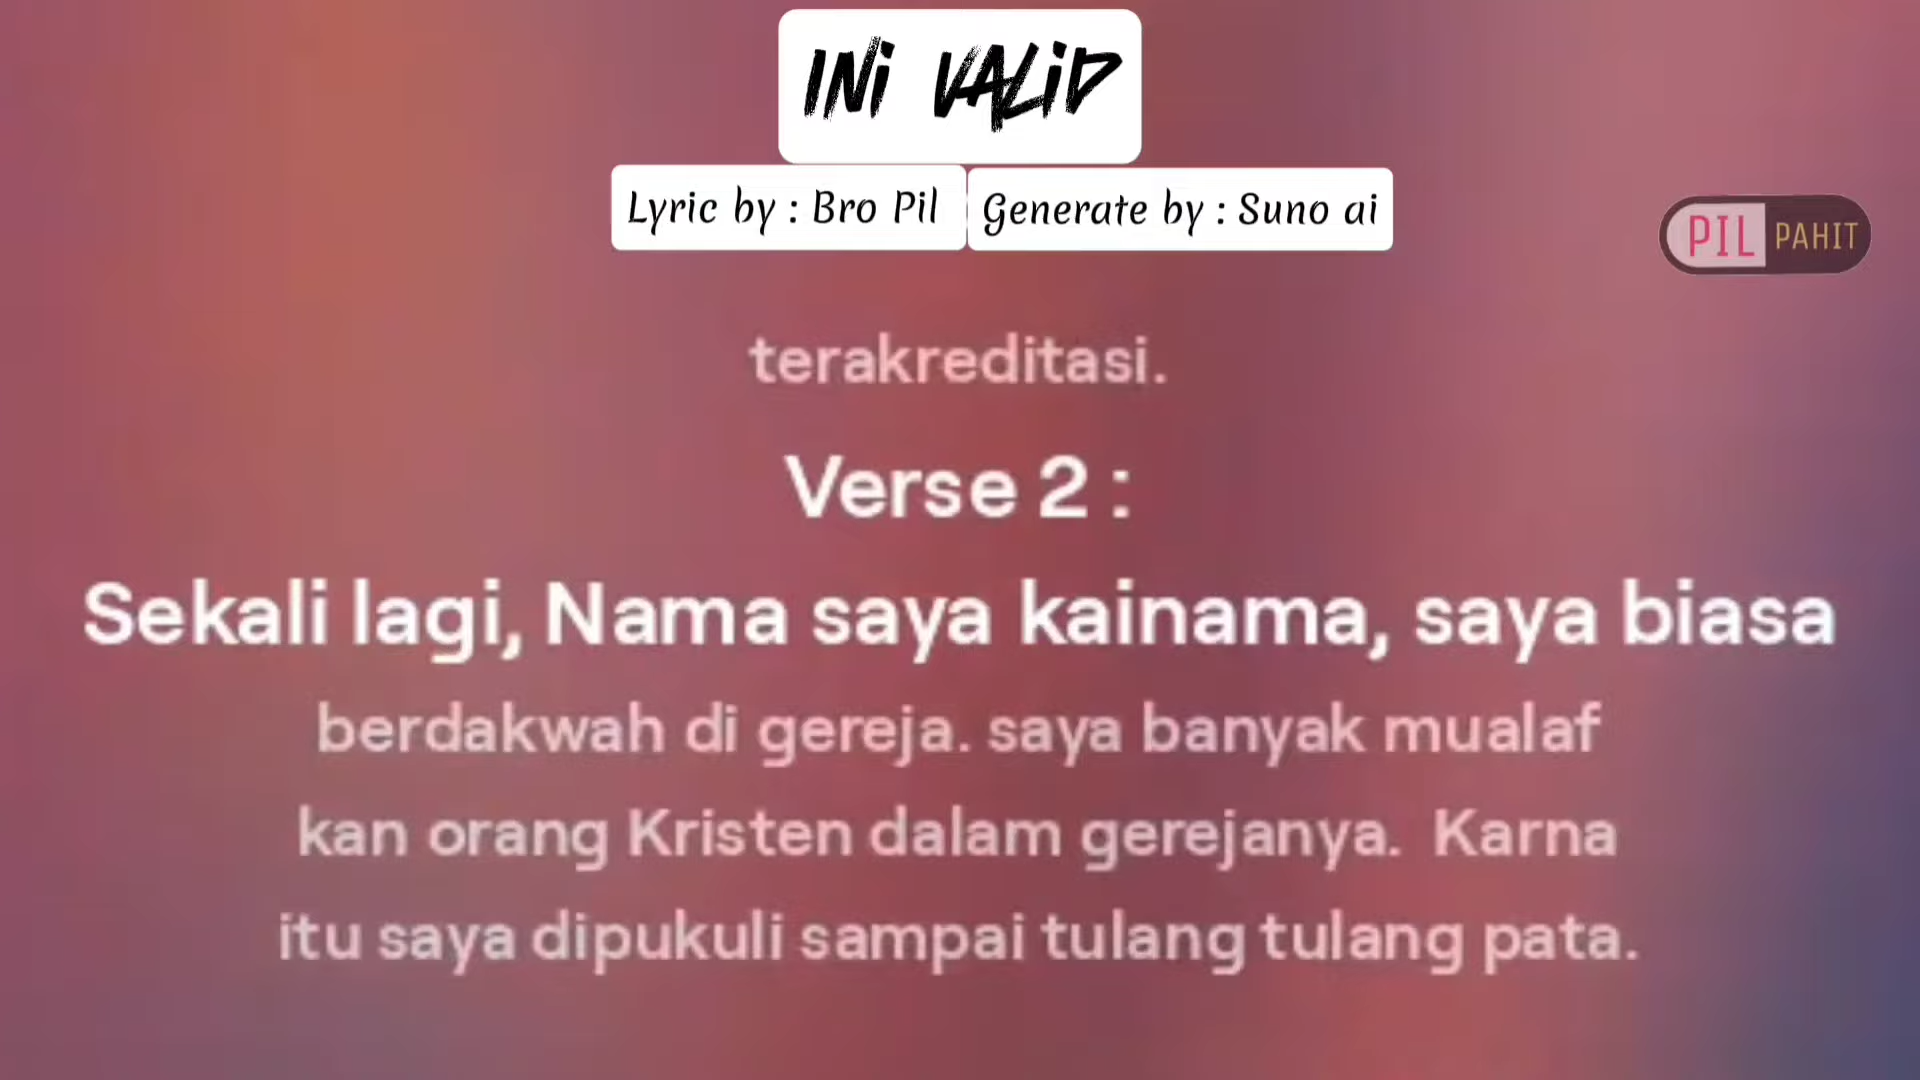 INi VALiD
Lyric by : Bro Pil
Generate by : Suno ai
PIL PAHIT
terakreditasi.
Verse 2 :
Sekali lagi, Nama saya kainama, saya biasa
berdakwah di gereja. saya banyak mualaf
kan orang Kristen dalam gerejanya. Karna
itu saya dipukuli sampai tulang tulang pata.